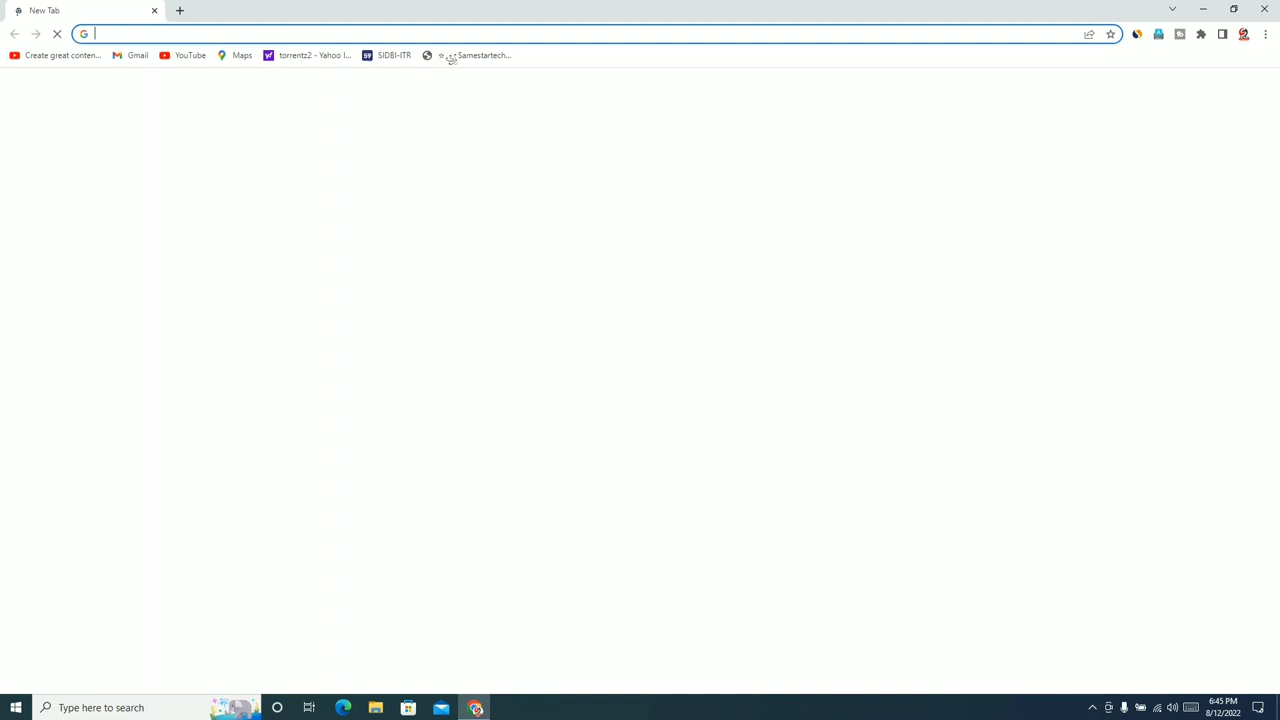 New Tab
Create great conten...
Gmail
YouTube
Maps
torrentz2 - Yahoo I...
SIDBI-ITR
Samestartech...
Type here to search
6:45 PM
8/12/2022